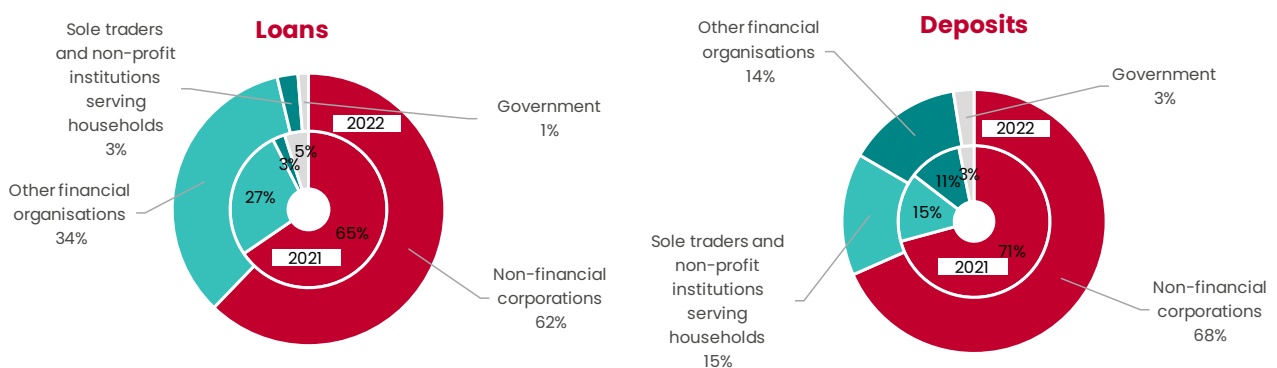 Loans
Sole traders
and non-profit
institutions
serving
households
3%
Government
1%
2022
5%
3%
Other financial
organisations
34%
27%
65%
2021
Non-financial
corporations
62%
Deposits
Other financial
organisations
14%
Government
3%
2022
11%
3%
15%
71%
2021
Sole traders and
non-profit
institutions
serving
households
15%
Non-financial
corporations
68%